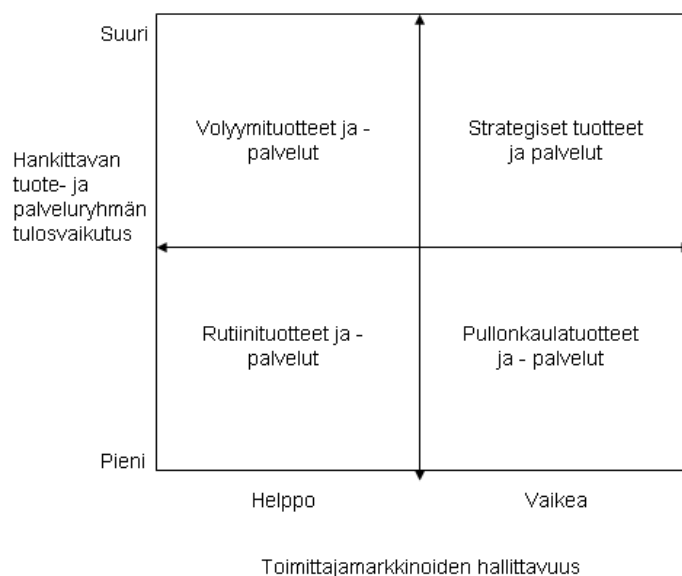 Suuri
Volyymituotteet ja -
palvelut
Strategiset tuotteet
ja palvelut
Hankittavan
tuote- ja
palveluryhmän
tulosvaikutus
Rutiinituotteet ja -
palvelut
Pullonkaulatuotteet
ja - palvelut
Pieni
Helppo
Vaikea
Toimittajamarkkinoiden hallittavuus